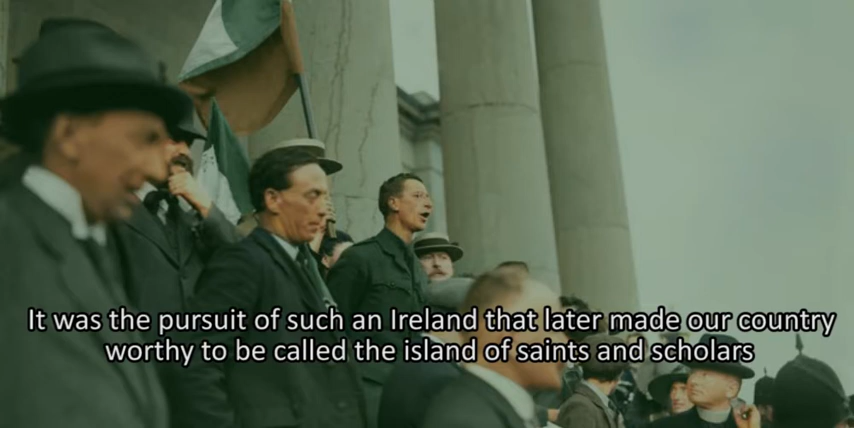 It was the pursuit of such an Ireland that later made our country
worthy to be called the island of saints and scholars